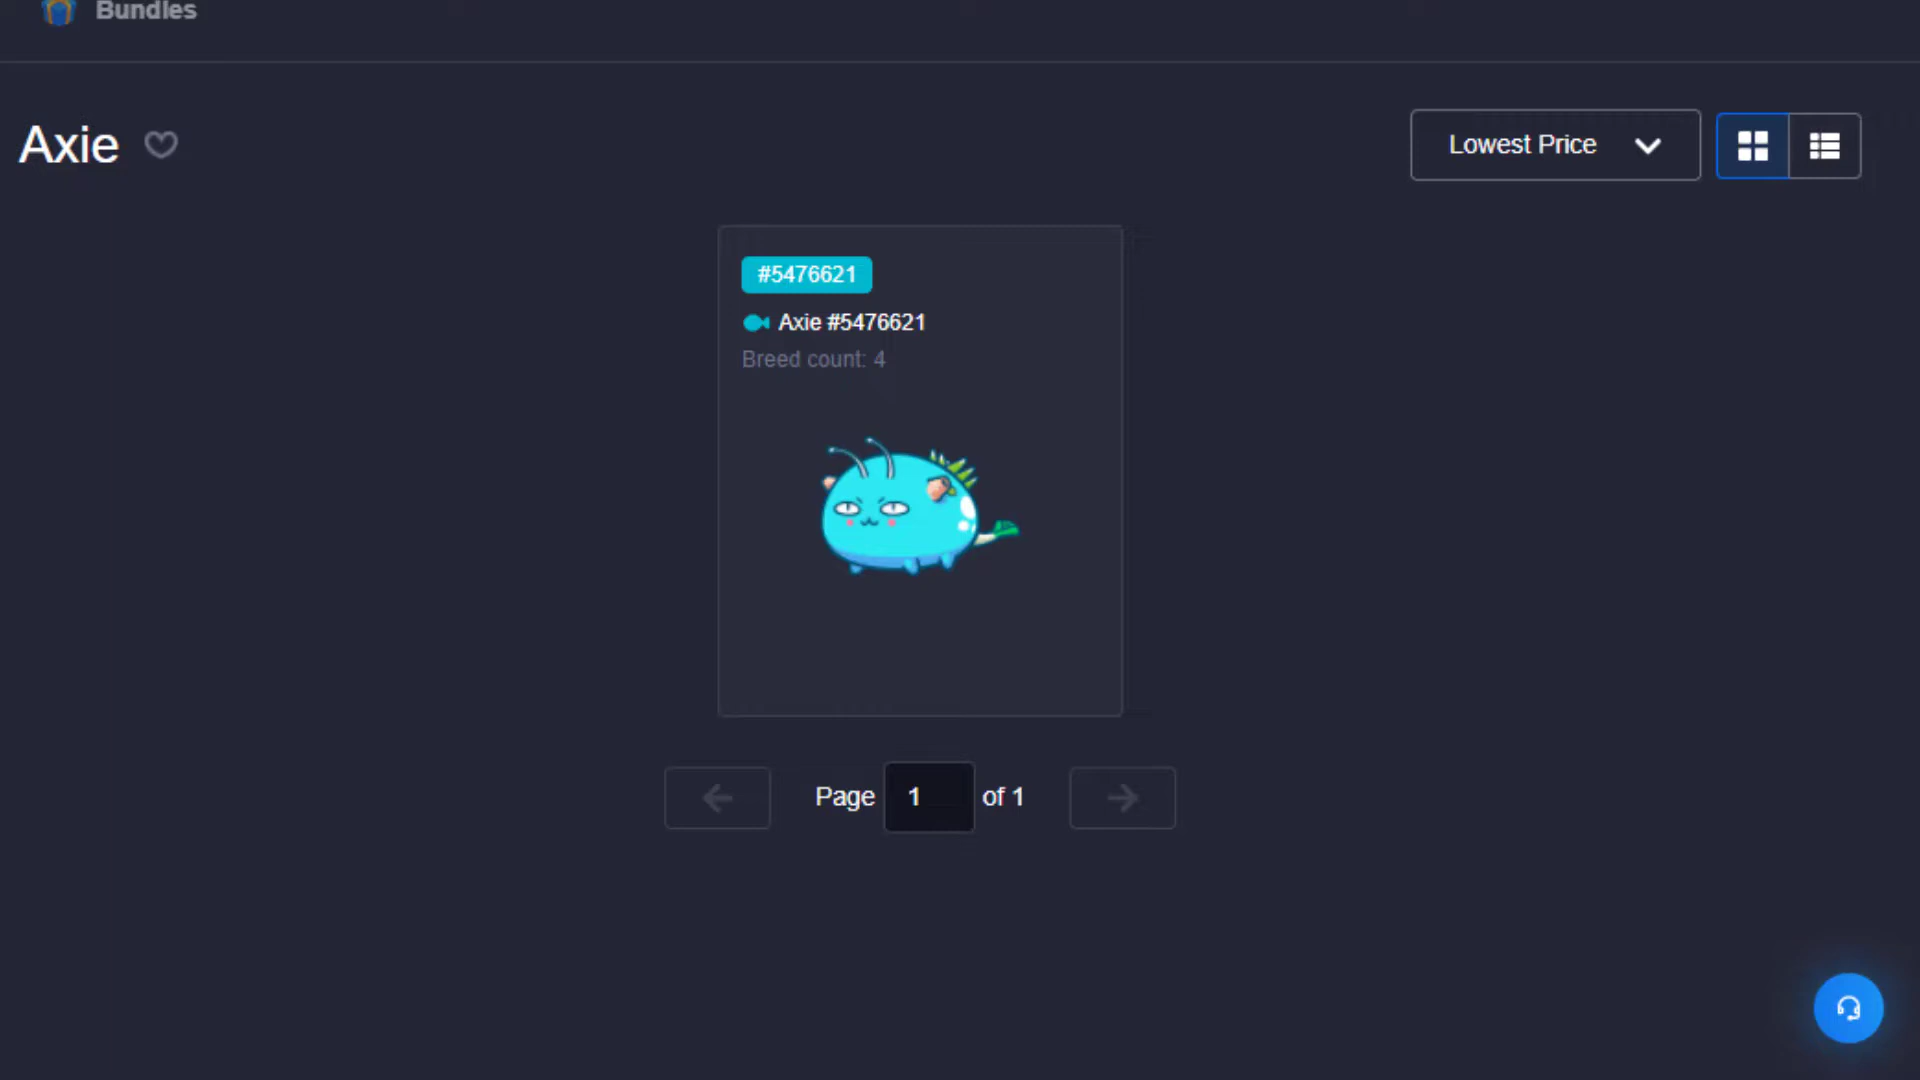 Bundles
Axie
Lowest Price
#5476621
Axie #5476621
Breed count: 4
Page 1 of 1